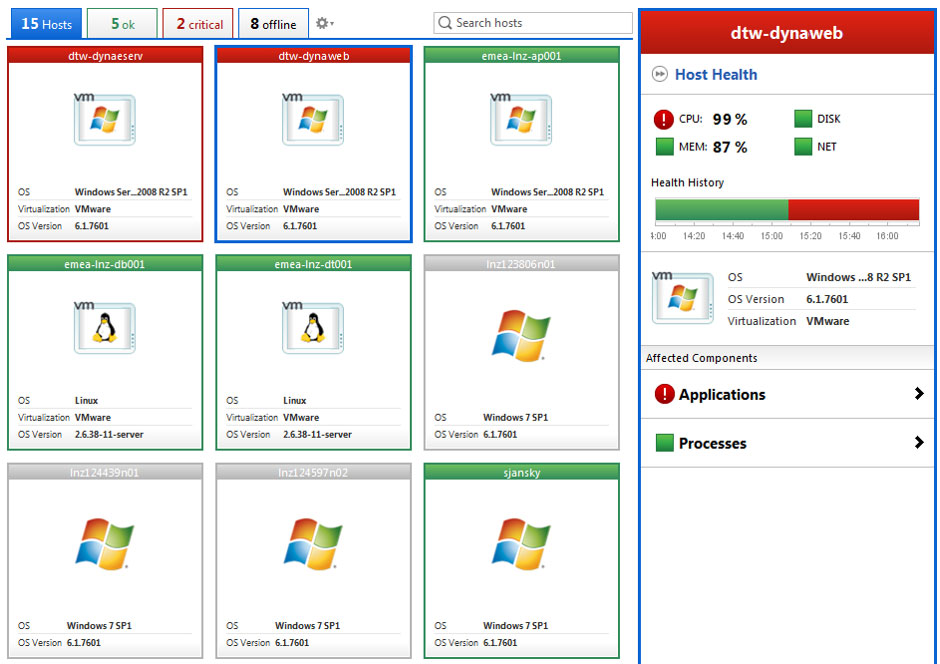 15 Hosts
5 ok
2 critical
8 offline
Search hosts
dtw-dynaeserv
vm
OS Windows Ser...2008 R2 SP1
Virtualization VMware
OS Version 6.1.7601
dtw-dynaweb
vm
OS Windows Ser...2008 R2 SP1
Virtualization VMware
OS Version 6.1.7601
emea-lnz-ap001
vm
OS Windows Ser...2008 R2 SP1
Virtualization VMware
OS Version 6.1.7601
emea-lnz-db001
vm
OS Linux
Virtualization VMware
OS Version 2.6.38-11-server
emea-lnz-dt001
vm
OS Linux
Virtualization VMware
OS Version 2.6.38-11-server
lnz123806n01
OS Windows 7 SP1
OS Version 6.1.7601
lnz124439n01
OS Windows 7 SP1
OS Version 6.1.7601
lnz124597n02
OS Windows 7 SP1
OS Version 6.1.7601
sjansky
OS Windows 7 SP1
OS Version 6.1.7601
dtw-dynaweb
Host Health
CPU: 99 % DISK
MEM: 87 % NET
Health History
4:00 14:20 14:40 15:00 15:20 15:40 16:00
vm
OS Windows ...8 R2 SP1
OS Version 6.1.7601
Virtualization VMware
Affected Components
Applications
Processes